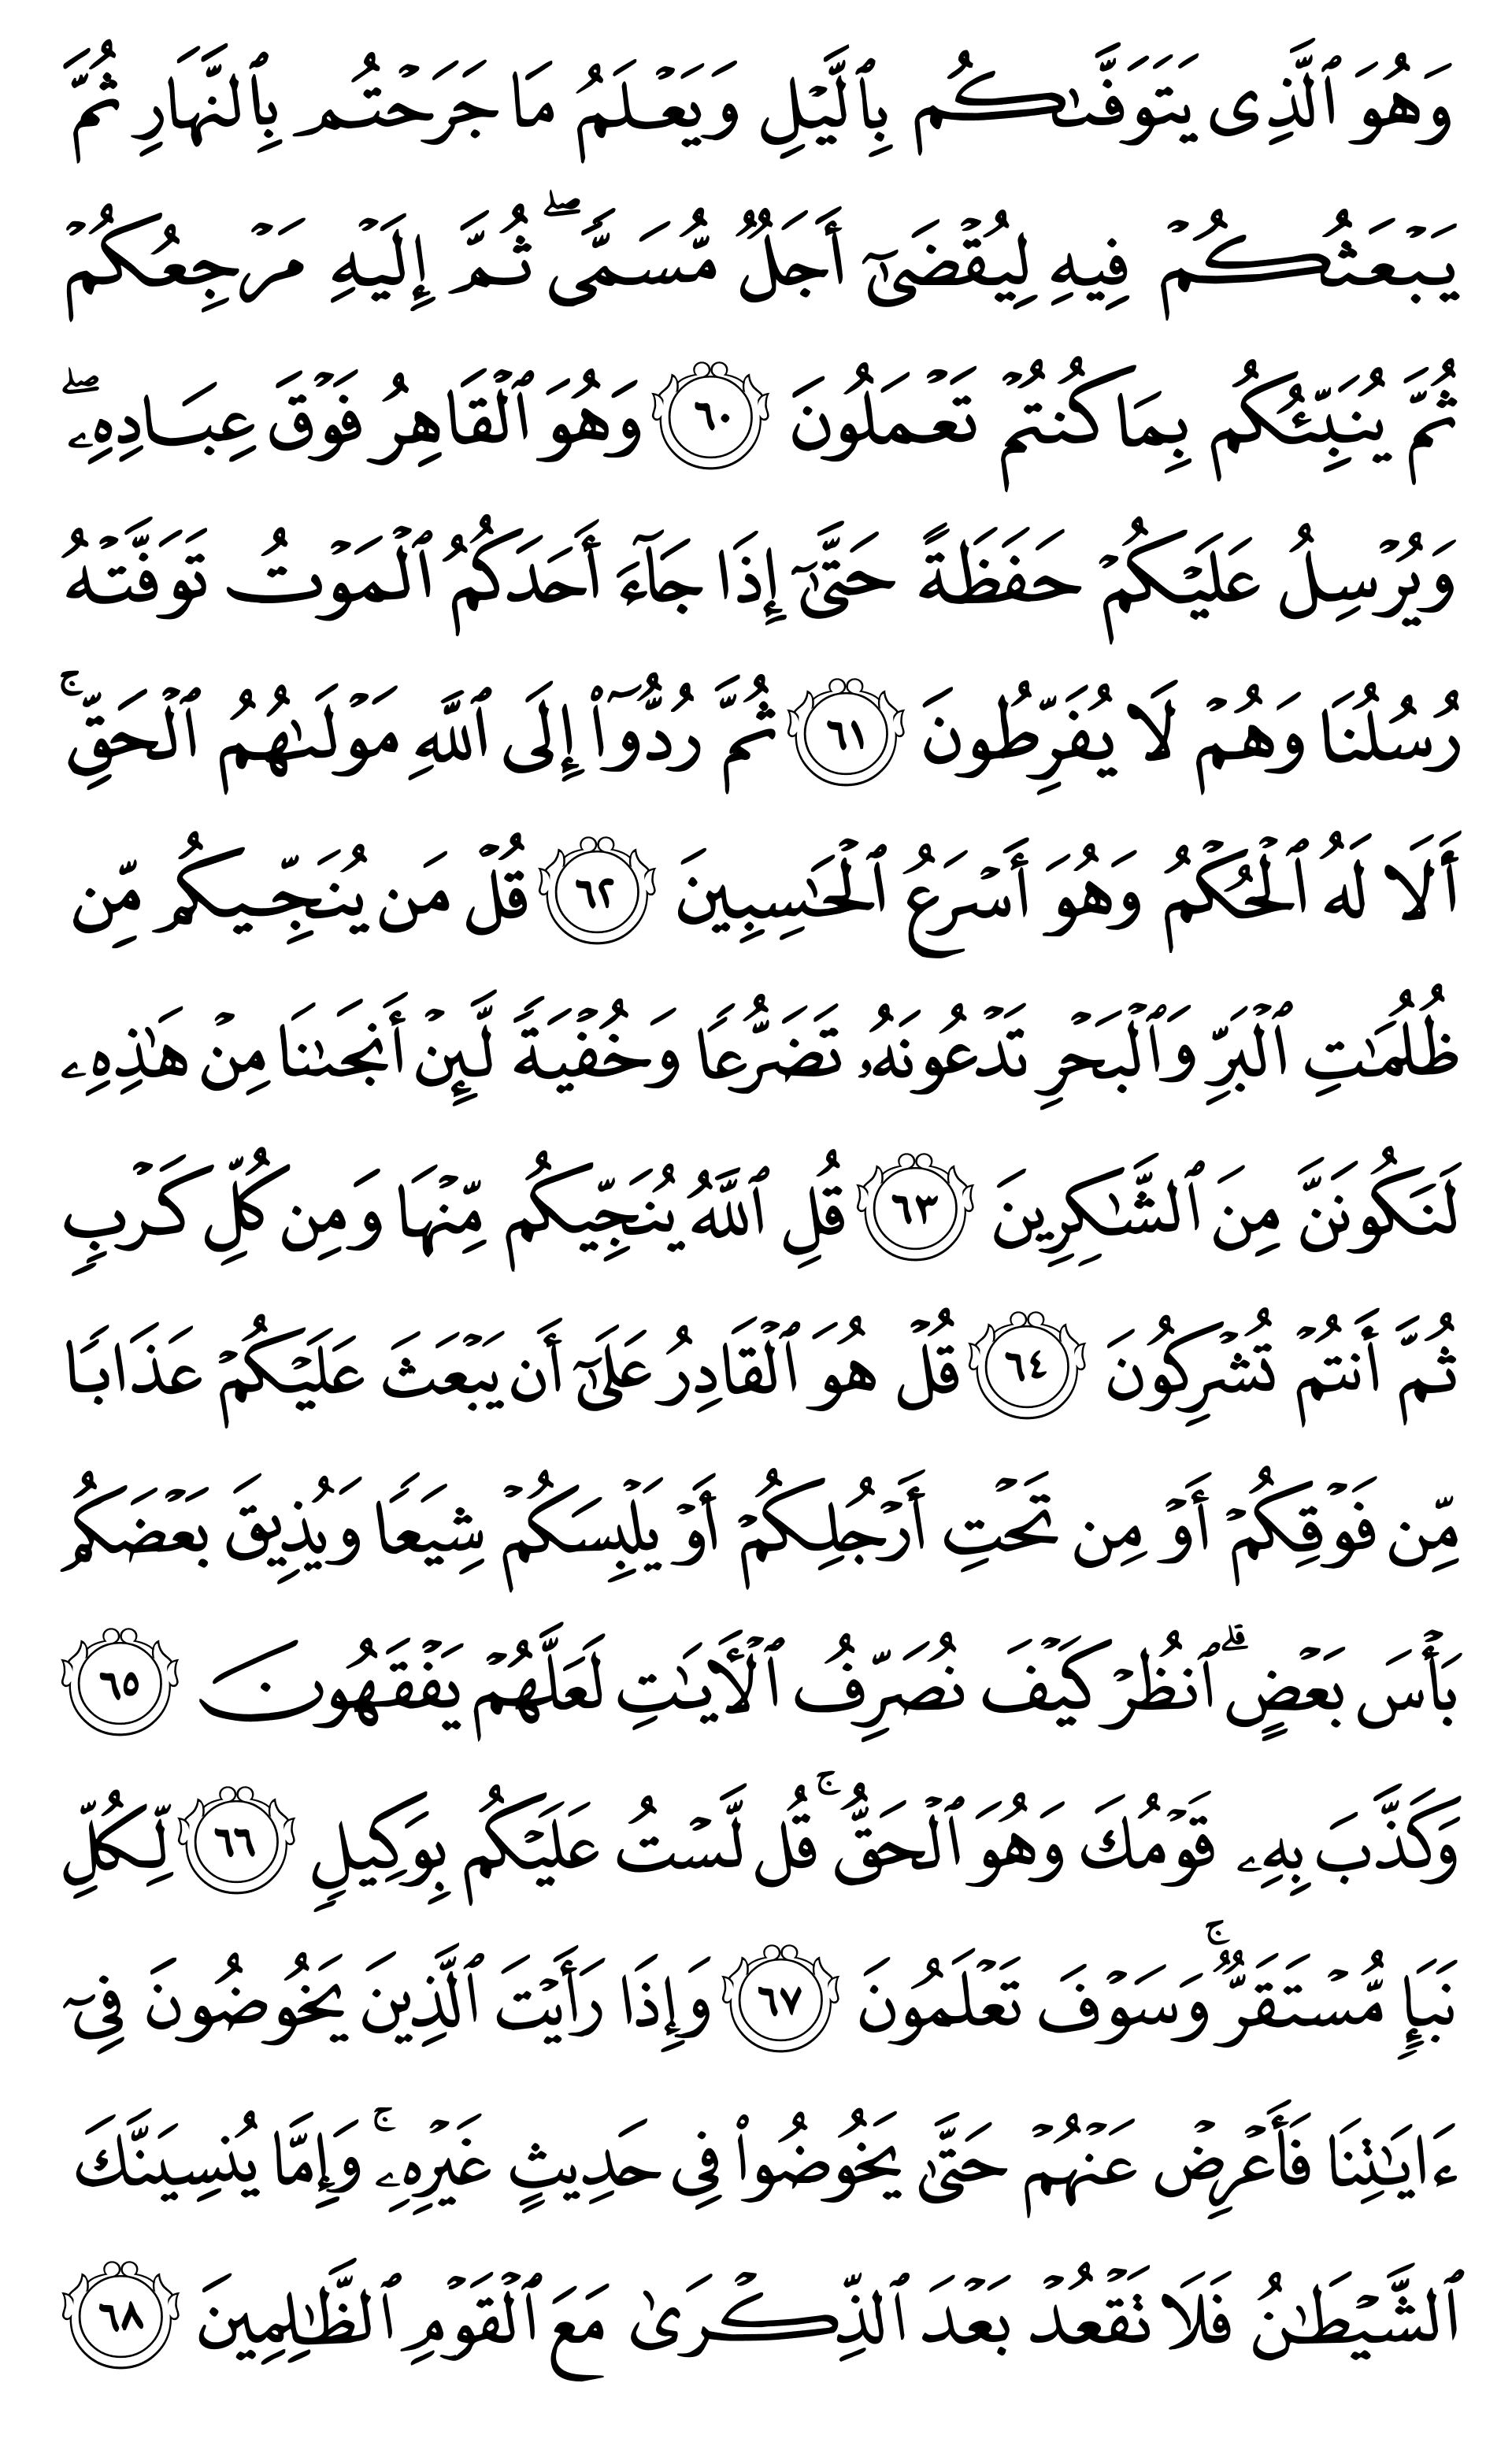 وَهُوَ ٱلَّذِى يَتَوَفَّىٰكُم بِٱلَّيْلِ وَيَعْلَمُ مَا جَرَحْتُم بِٱلنَّهَارِ ثُمَّ
يَبْعَثُكُمْ فِيهِ لِيُقْضَىٰٓ أَجَلٌ مُّسَمًّى ۖ ثُمَّ إِلَيْهِ مَرْجِعُكُمْ
ثُمَّ يُنَبِّئُكُم بِمَا كُنتُمْ تَعْمَلُونَ ٦٠ وَهُوَ ٱلْقَاهِرُ فَوْقَ عِبَادِهِۦ ۖ
وَيُرْسِلُ عَلَيْكُمْ حَفَظَةً حَتَّىٰٓ إِذَا جَآءَ أَحَدَكُمُ ٱلْمَوْتُ تَوَفَّتْهُ
رُسُلُنَا وَهُمْ لَا يُفَرِّطُونَ ٦١ ثُمَّ رُدُّوٓا۟ إِلَى ٱللَّهِ مَوْلَىٰهُمُ ٱلْحَقِّ ۚ
أَلَا لَهُ ٱلْحُكْمُ وَهُوَ أَسْرَعُ ٱلْحَـٰسِبِينَ ٦٢ قُلْ مَن يُنَجِّيكُم مِّن
ظُلُمَـٰتِ ٱلْبَرِّ وَٱلْبَحْرِ تَدْعُونَهُۥ تَضَرُّعًا وَخُفْيَةً لَّئِنْ أَنجَىٰنَا مِنْ هَـٰذِهِۦ
لَنَكُونَنَّ مِنَ ٱلشَّـٰكِرِينَ ٦٣ قُلِ ٱللَّهُ يُنَجِّيكُم مِّنْهَا وَمِن كُلِّ كَرْبٍ
ثُمَّ أَنتُمْ تُشْرِكُونَ ٦٤ قُلْ هُوَ ٱلْقَادِرُ عَلَىٰٓ أَن يَبْعَثَ عَلَيْكُمْ عَذَابًا
مِّن فَوْقِكُمْ أَوْ مِن تَحْتِ أَرْجُلِكُمْ أَوْ يَلْبِسَكُمْ شِيَعًا وَيُذِيقَ بَعْضَكُم
بَأْسَ بَعْضٍ ۗ ٱنظُرْ كَيْفَ نُصَرِّفُ ٱلْـَٔايَـٰتِ لَعَلَّهُمْ يَفْقَهُونَ ٦٥
وَكَذَّبَ بِهِۦ قَوْمُكَ وَهُوَ ٱلْحَقُّ ۚ قُل لَّسْتُ عَلَيْكُم بِوَكِيلٍ ٦٦ لِّكُلِّ
نَبَإٍ مُّسْتَقَرٌّ ۚ وَسَوْفَ تَعْلَمُونَ ٦٧ وَإِذَا رَأَيْتَ ٱلَّذِينَ يَخُوضُونَ فِىٓ
ءَايَـٰتِنَا فَأَعْرِضْ عَنْهُمْ حَتَّىٰ يَخُوضُوا۟ فِى حَدِيثٍ غَيْرِهِۦ ۚ وَإِمَّا يُنسِيَنَّكَ
ٱلشَّيْطَـٰنُ فَلَا تَقْعُدْ بَعْدَ ٱلذِّكْرَىٰ مَعَ ٱلْقَوْمِ ٱلظَّـٰلِمِينَ ٦٨